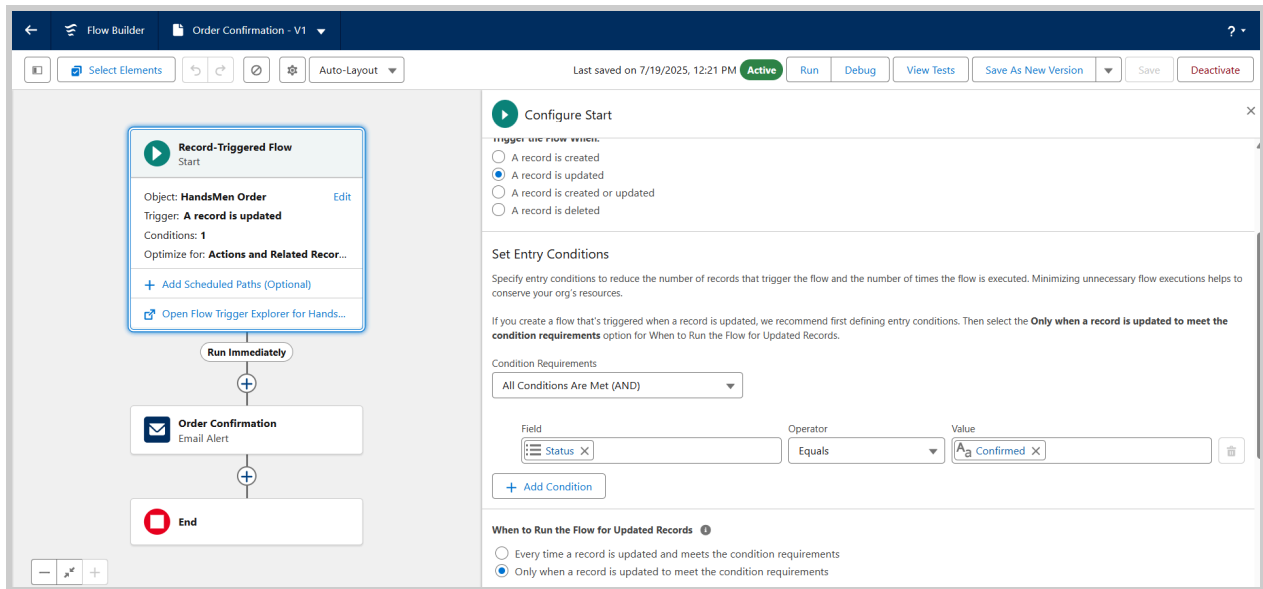 Flow Builder
Order Confirmation - V1
?
Select Elements
Auto-Layout
Last saved on 7/19/2025, 12:21 PM
Active
Run
Debug
View Tests
Save As New Version
Save
Deactivate
Record-Triggered Flow
Start
Object: HandsMen Order
Edit
Trigger: A record is updated
Conditions: 1
Optimize for: Actions and Related Recor...
+ Add Scheduled Paths (Optional)
Open Flow Trigger Explorer for Hands...
Run Immediately
Order Confirmation
Email Alert
End
Configure Start
Trigger the Flow When:
A record is created
A record is updated
A record is created or updated
A record is deleted
Set Entry Conditions
Specify entry conditions to reduce the number of records that trigger the flow and the number of times the flow is executed. Minimizing unnecessary flow executions helps to
conserve your org's resources.
If you create a flow that's triggered when a record is updated, we recommend first defining entry conditions. Then select the Only when a record is updated to meet the
condition requirements option for When to Run the Flow for Updated Records.
Condition Requirements
All Conditions Are Met (AND)
Field
Operator
Value
Status
Equals
Aa Confirmed
+ Add Condition
When to Run the Flow for Updated Records
Every time a record is updated and meets the condition requirements
Only when a record is updated to meet the condition requirements